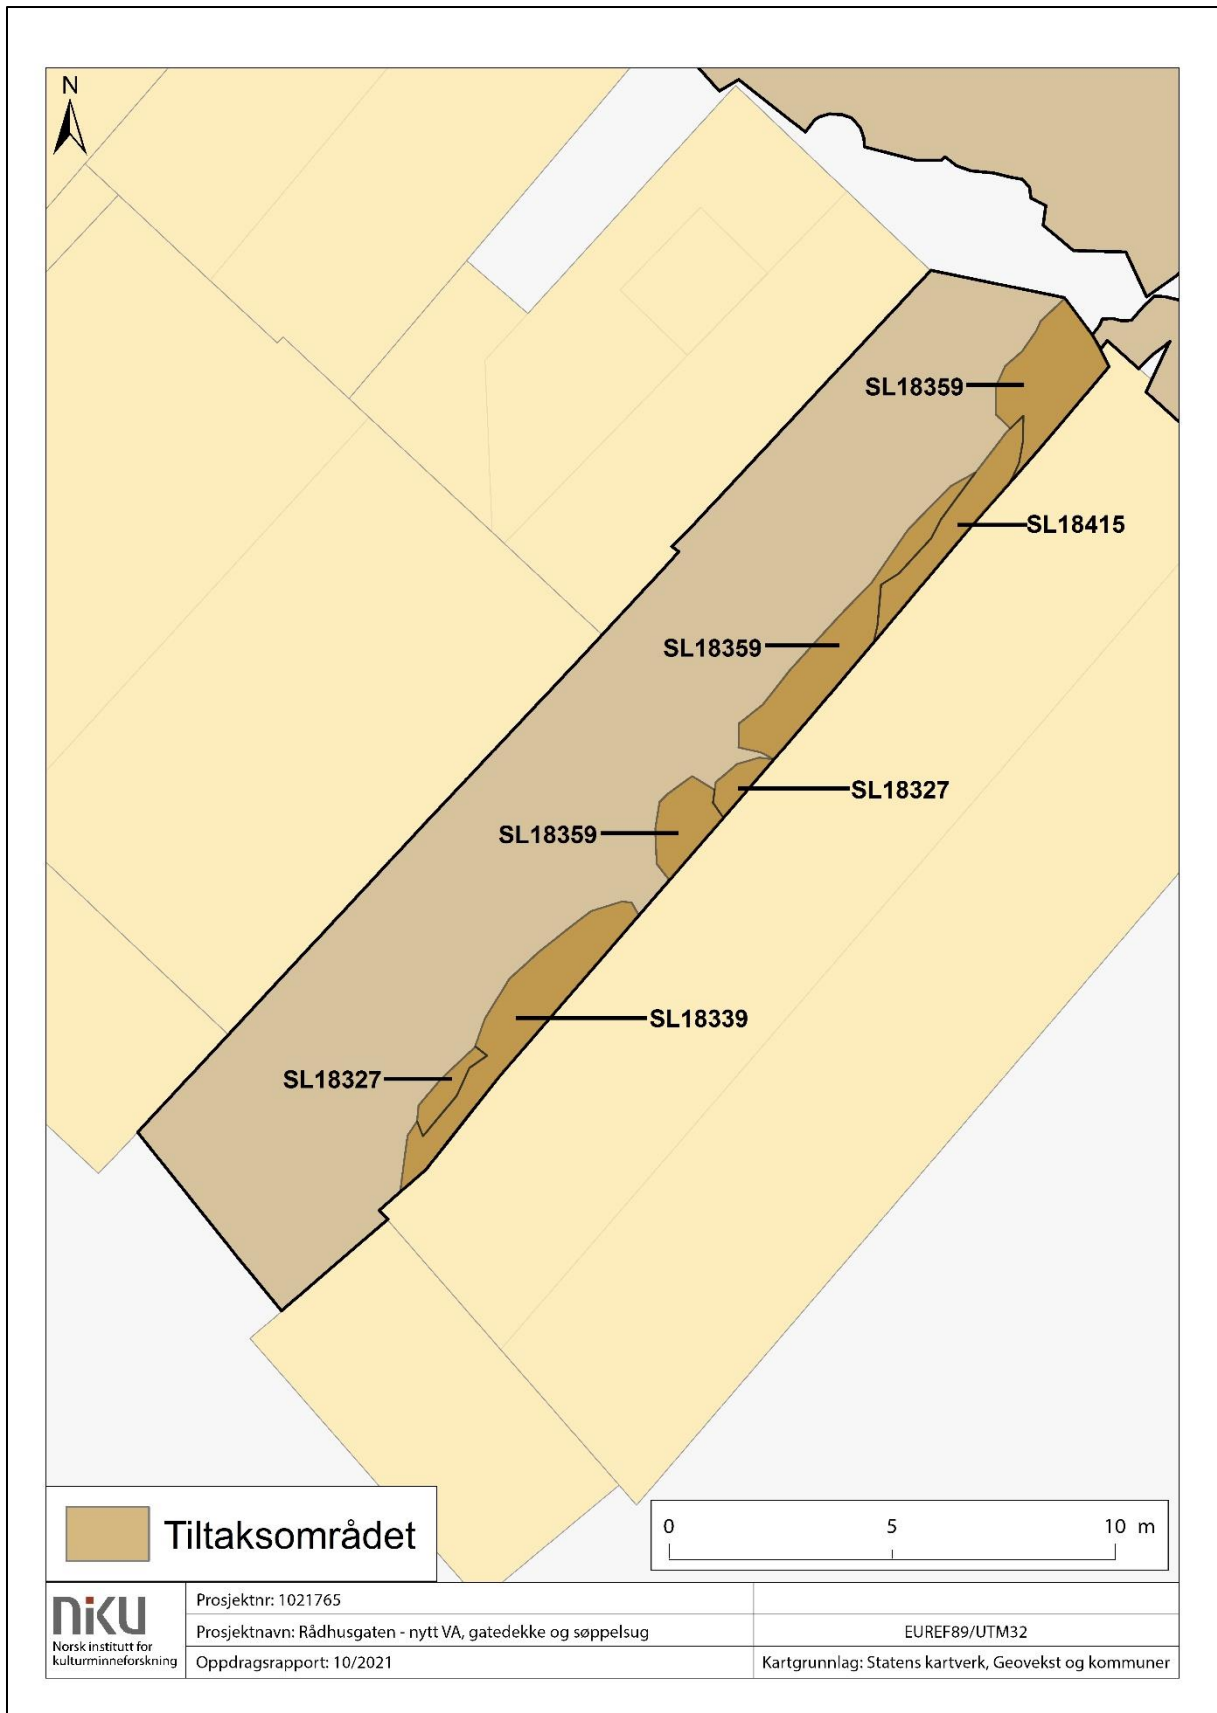 N
SL18359
SL18415
SL18359
SL18327
SL18359
SL18339
SL18327
Tiltaksområdet
0 5 10 m
NIKU
Norsk institutt for
kulturminneforskning
Prosjektnr: 1021765
Prosjektnavn: Rådhusgaten - nytt VA, gatedekke og søppelsug
EUREF89/UTM32
Oppdragsrapport: 10/2021
Kartgrunnlag: Statens kartverk, Geovekst og kommuner